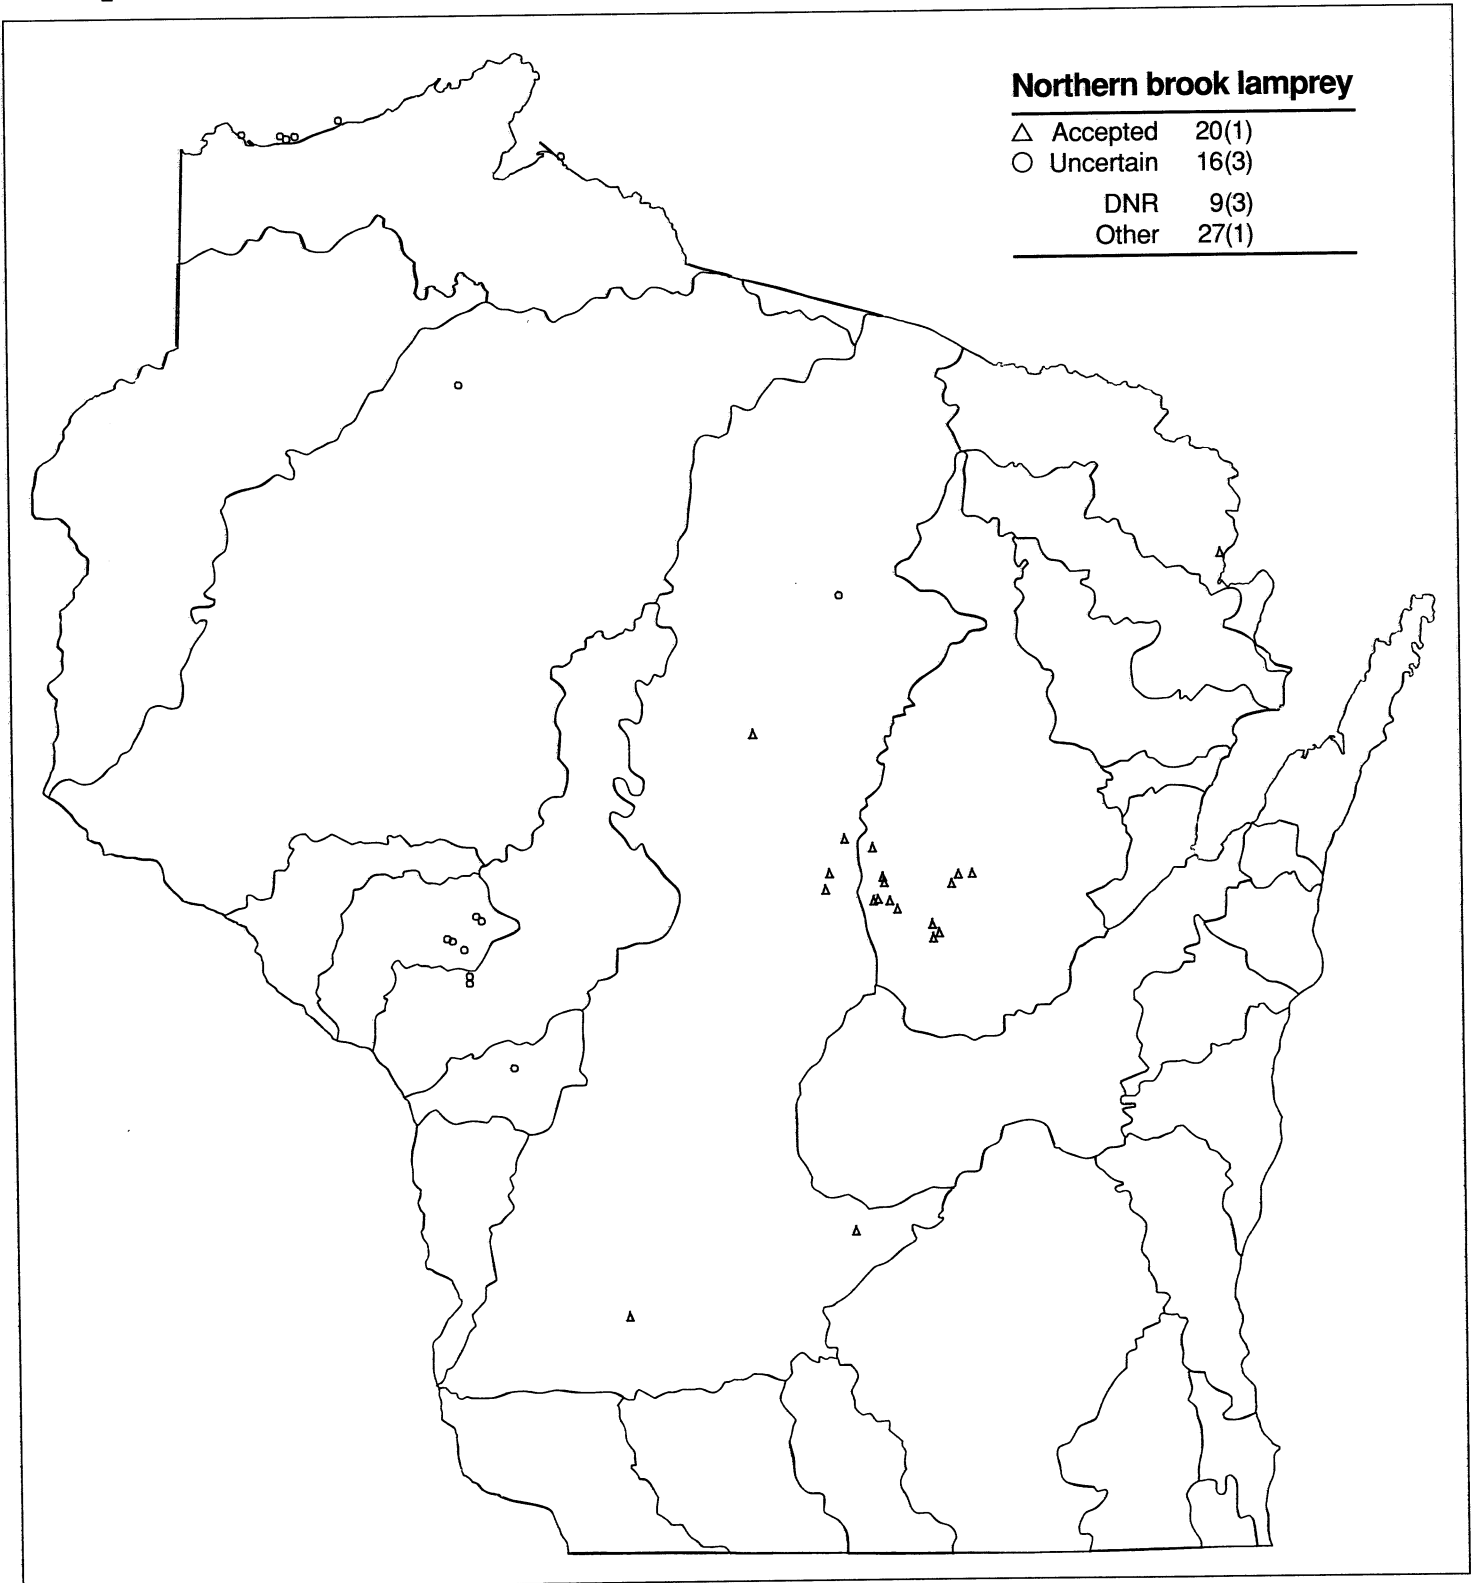 Northern brook lamprey
△ Accepted 20(1)
○ Uncertain 16(3)
DNR 9(3)
Other 27(1)